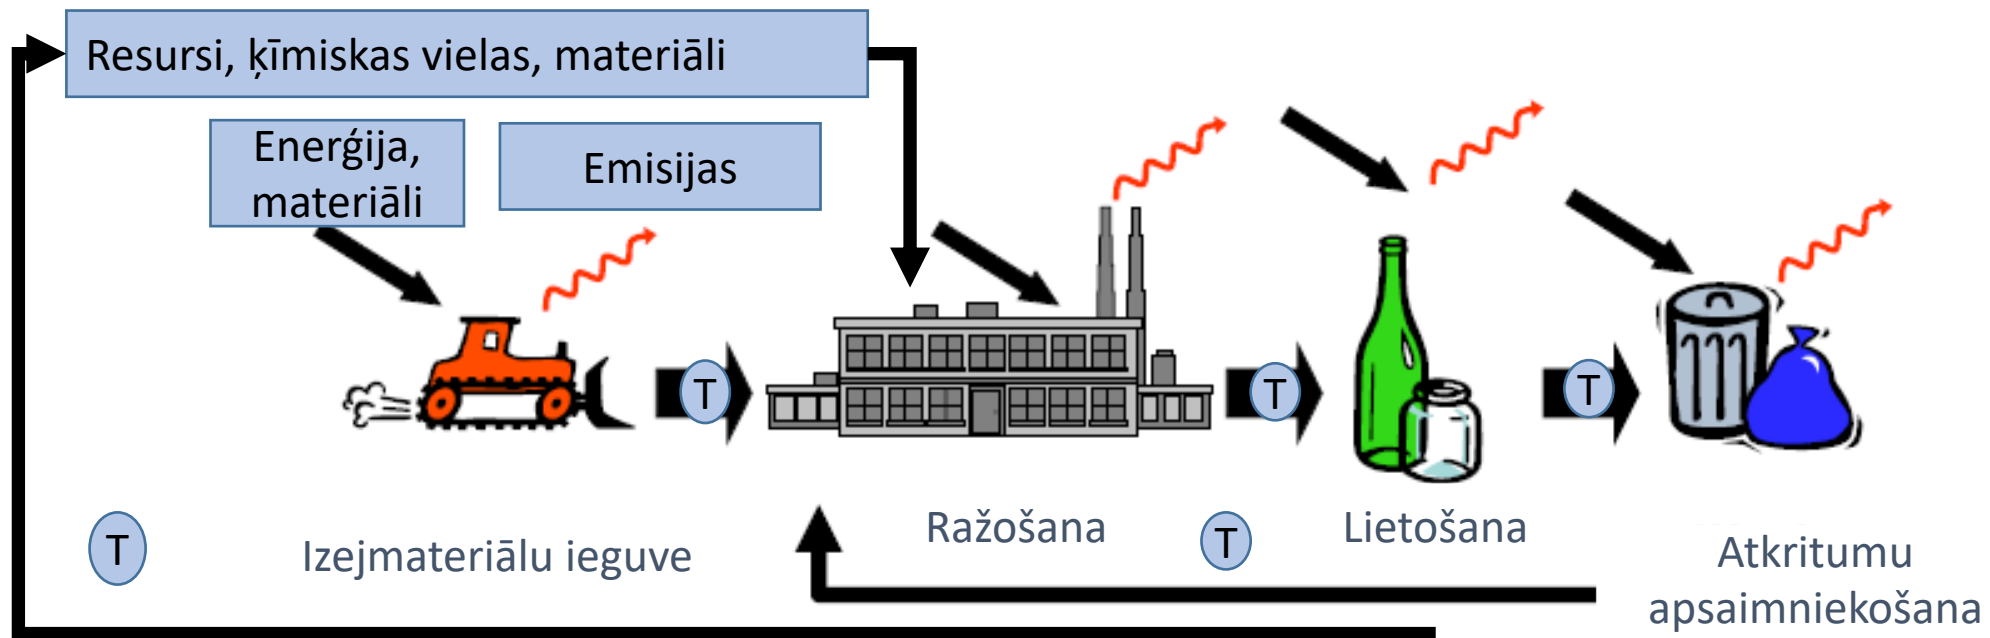 Resursi, ķīmiskas vielas, materiāli
Enerģija,
materiāli
Emisijas
T
T
T
T
Izejmateriālu ieguve
Ražošana
T
Lietošana
Atkritumu
apsaimniekošana